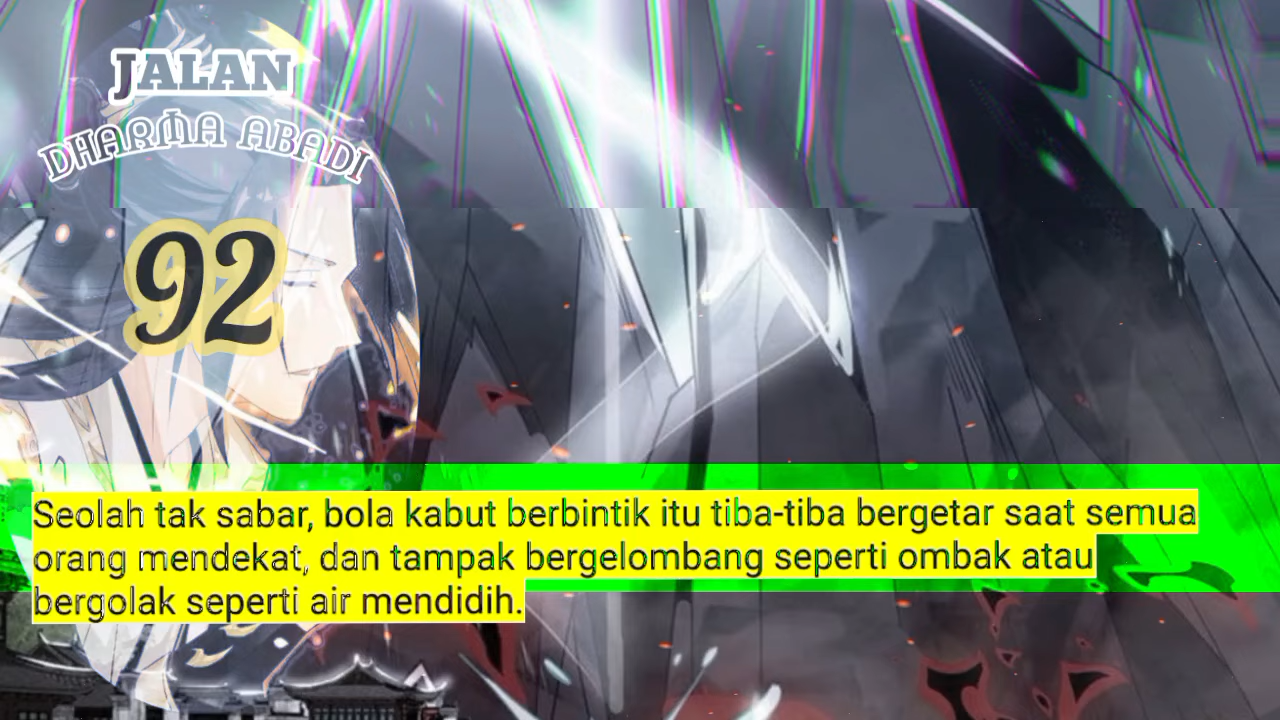 JALAN
DHARMA ABADI
92
Seolah tak sabar, bola kabut berbintik itu tiba-tiba bergetar saat semua
orang mendekat, dan tampak bergelombang seperti ombak atau
bergolak seperti air mendidih.